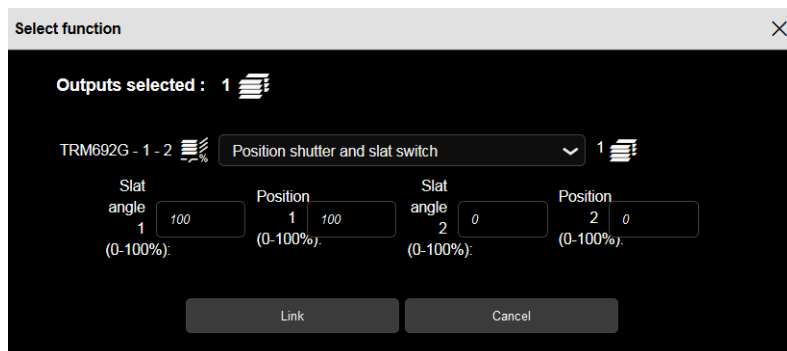 Select function
Outputs selected : 1
TRM692G - 1 - 2 % Position shutter and slat switch 1
Slat angle 1 (0-100%): 100 Position 1 (0-100%): 100 Slat angle 2 (0-100%): 0 Position 2 (0-100%): 0
Link Cancel